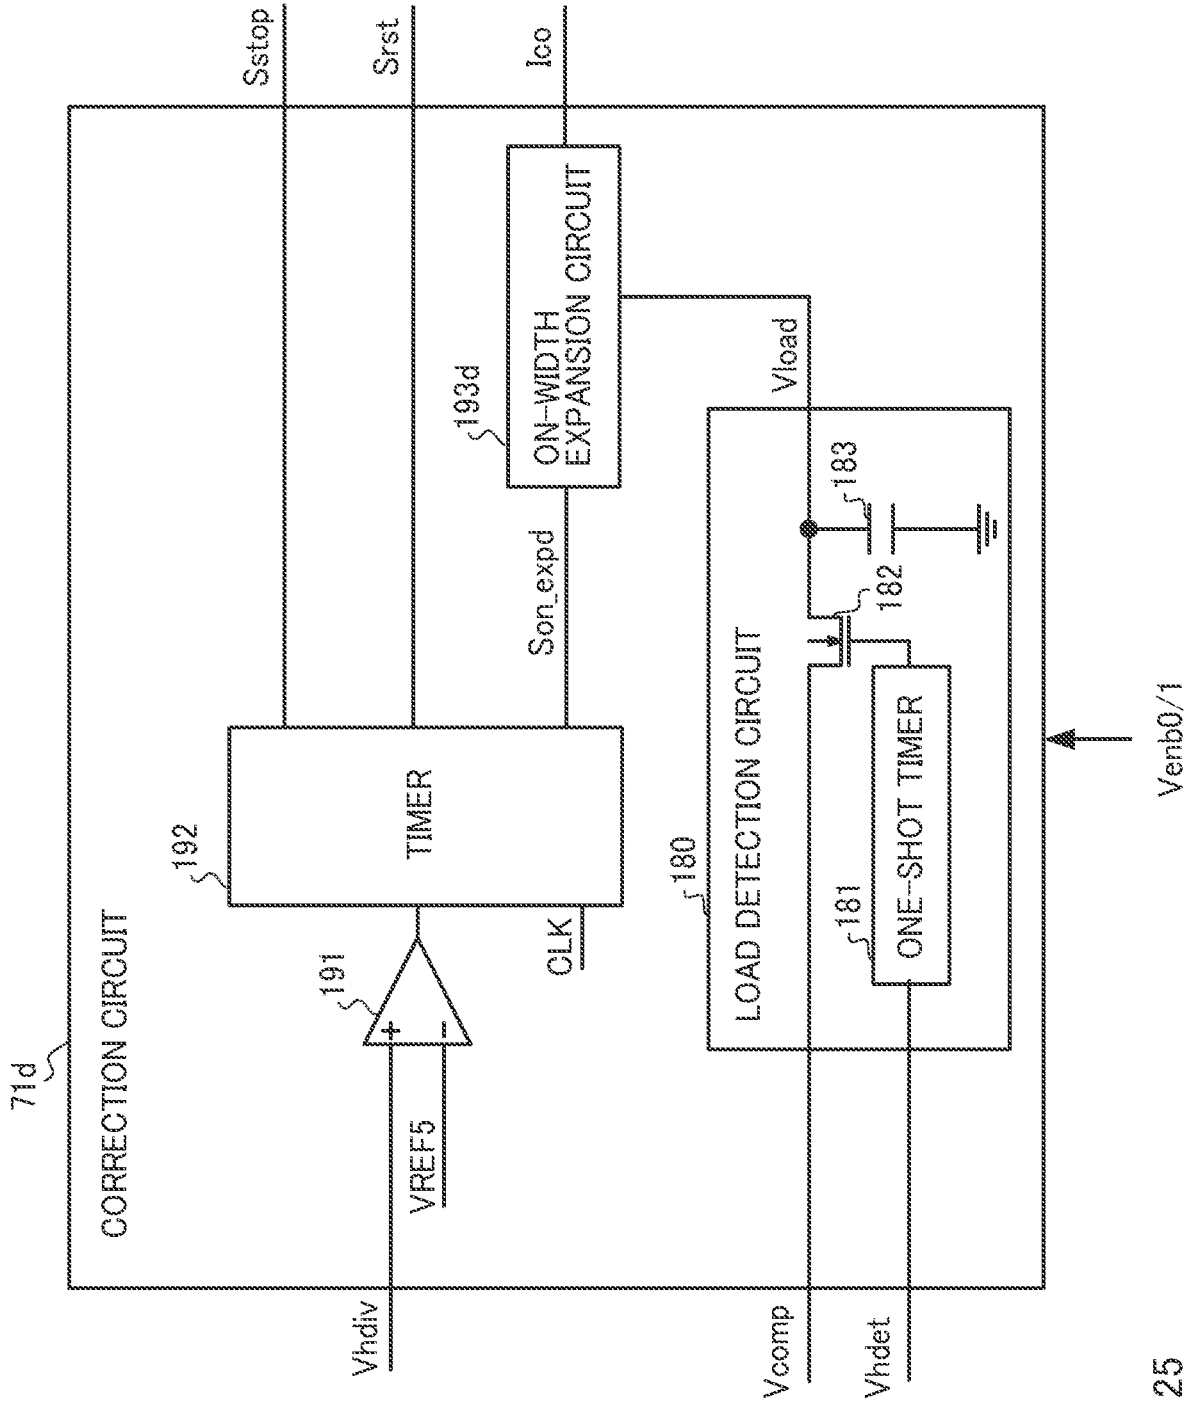 71d
CORRECTION CIRCUIT
Sstop
Srst
Ico
192
TIMER
191
+
−
Vhdiv
VREF5
CLK
Son_expd
193d
ON-WIDTH
EXPANSION CIRCUIT
Vload
180
LOAD DETECTION CIRCUIT
181
ONE-SHOT TIMER
182
183
Vcomp
Vhdet
Venb0/1
25